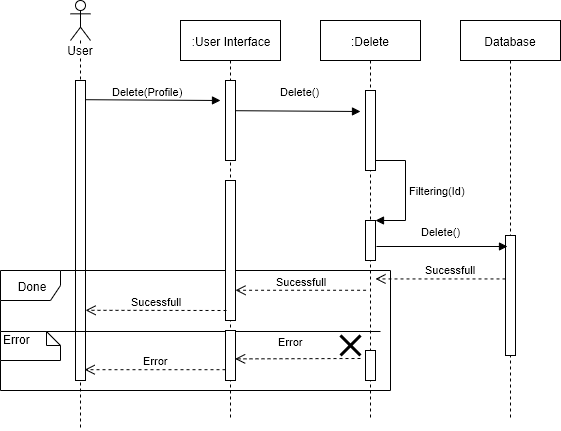 User
:User Interface
:Delete
Database
Delete(Profile)
Delete()
Filtering(Id)
Delete()
Sucessfull
Done
Sucessfull
Sucessfull
Error
Error
Error